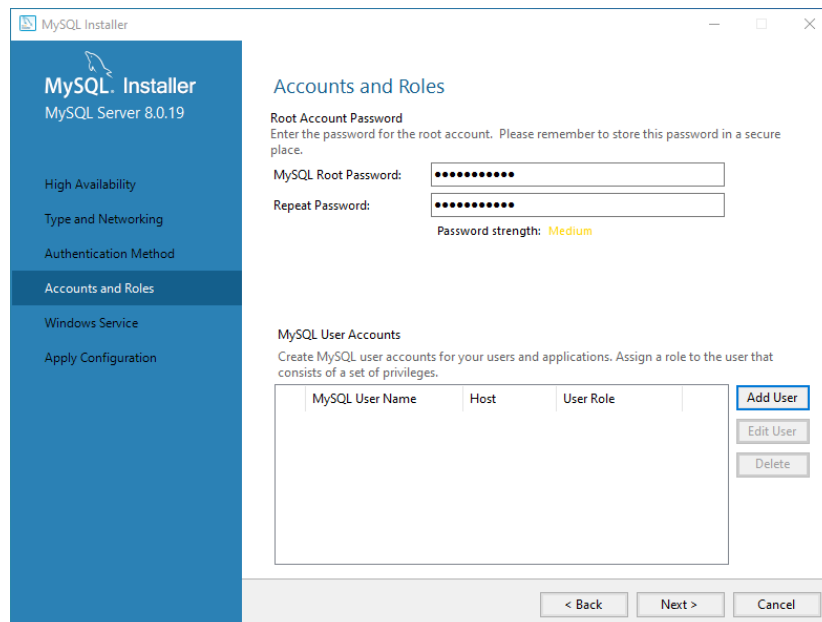 MySQL Installer
MySQL. Installer
MySQL Server 8.0.19
High Availability
Type and Networking
Authentication Method
Accounts and Roles
Windows Service
Apply Configuration
Accounts and Roles
Root Account Password
Enter the password for the root account. Please remember to store this password in a secure
place.
MySQL Root Password: ●●●●●●●●●●●
Repeat Password: ●●●●●●●●●●●
Password strength: Medium
MySQL User Accounts
Create MySQL user accounts for your users and applications. Assign a role to the user that
consists of a set of privileges.
MySQL User Name Host User Role
Add User
Edit User
Delete
< Back Next > Cancel